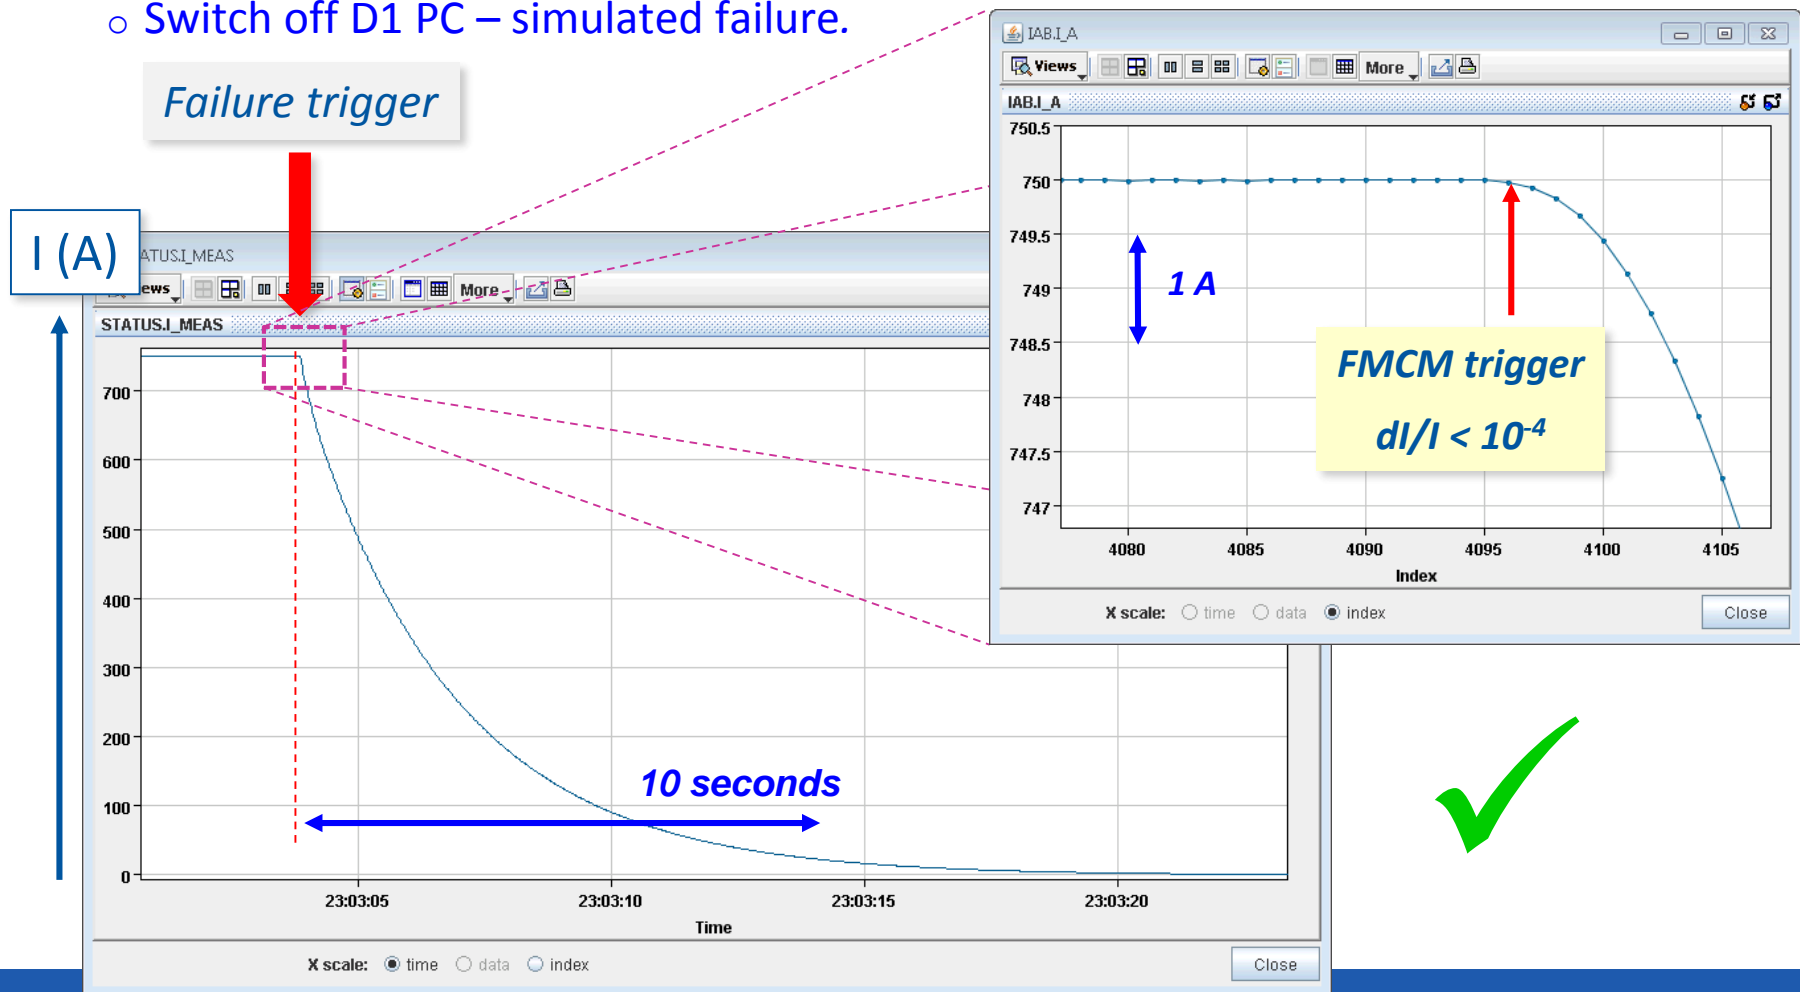 ○ Switch off D1 PC – simulated failure.
Failure trigger
I (A)
ATUS.I_MEAS
ews
More
STATUS.I_MEAS
700
600
500
400
300
200
100
0
10 seconds
23:03:05 23:03:10 23:03:15 23:03:20
Time
X scale: time data index
Close
IAB.I_A
Views
More
IAB.I_A
750.5
750
749.5
749
748.5
748
747.5
747
1 A
FMCM trigger
dI/I < 10⁻⁴
4080 4085 4090 4095 4100 4105
Index
X scale: time data index
Close